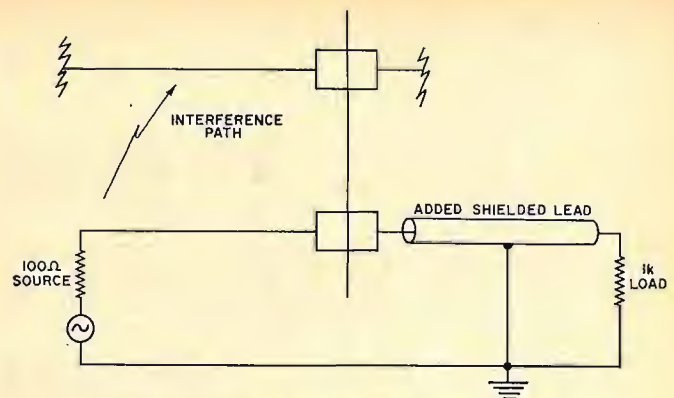 INTERFERENCE
PATH
ADDED SHIELDED LEAD
100Ω
SOURCE
1k
LOAD